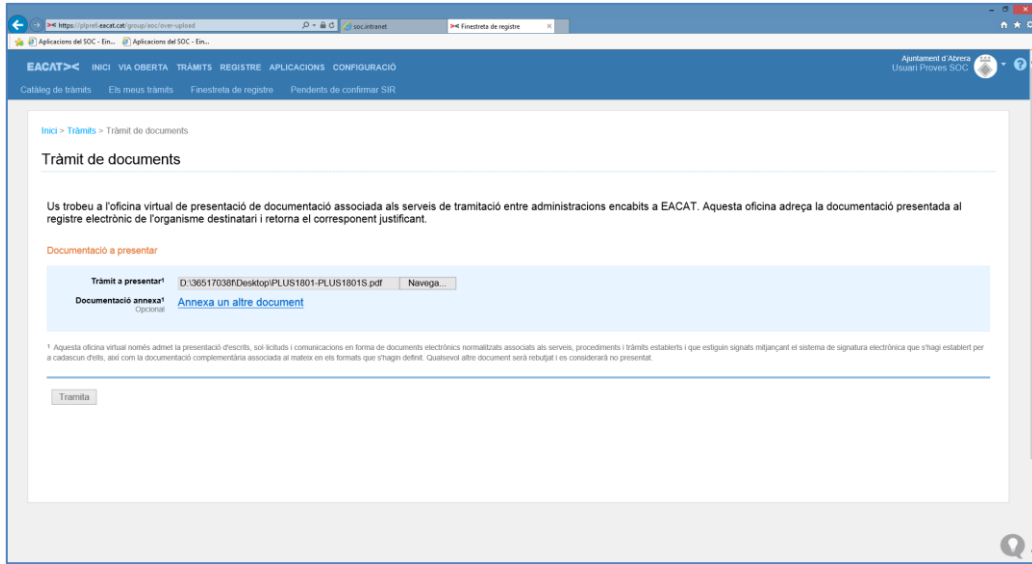 https://plprell.eacat.cat/group/soc/over-upload
soc.intranet
Finestreta de registre
Aplicacions del SOC - Ein...
Aplicacions del SOC - Ein...
EACAT
INICI VIA OBERTA TRÀMITS REGISTRE APLICACIONS CONFIGURACIÓ
Ajuntament d'Abrera
Usuari Proves SOC
Catàleg de tràmits Els meus tràmits Finestreta de registre Pendents de confirmar SIR
Inici > Tràmits > Tràmit de documents
Tràmit de documents
Us trobeu a l'oficina virtual de presentació de documentació associada als serveis de tramitació entre administracions encabits a EACAT. Aquesta oficina adreça la documentació presentada al
registre electrònic de l'organisme destinatari i retorna el corresponent justificant.
Documentació a presentar
Tràmit a presentar¹ D:\36517038f\Desktop\PLUS1801-PLUS1801S.pdf Navega...
Documentació annexa¹ Annexa un altre document
Opcional
¹ Aquesta oficina virtual només admet la presentació d'escrits, sol·licituds i comunicacions en forma de documents electrònics normalitzats associats als serveis, procediments i tràmits establerts i que estiguin signats mitjançant el sistema de signatura electrònica que s'hagi establert per
a cadascun d'ells, així com la documentació complementària associada al mateix en els formats que s'hagin definit. Qualsevol altre document serà rebutjat i es considerarà no presentat.
Tramita